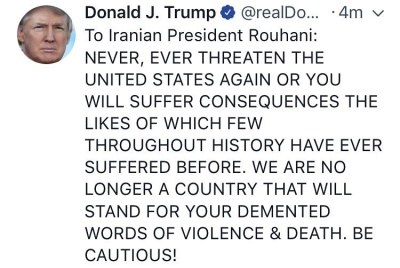 Donald J. Trump @realDo... · 4m
To Iranian President Rouhani:
NEVER, EVER THREATEN THE
UNITED STATES AGAIN OR YOU
WILL SUFFER CONSEQUENCES THE
LIKES OF WHICH FEW
THROUGHOUT HISTORY HAVE EVER
SUFFERED BEFORE. WE ARE NO
LONGER A COUNTRY THAT WILL
STAND FOR YOUR DEMENTED
WORDS OF VIOLENCE & DEATH. BE
CAUTIOUS!